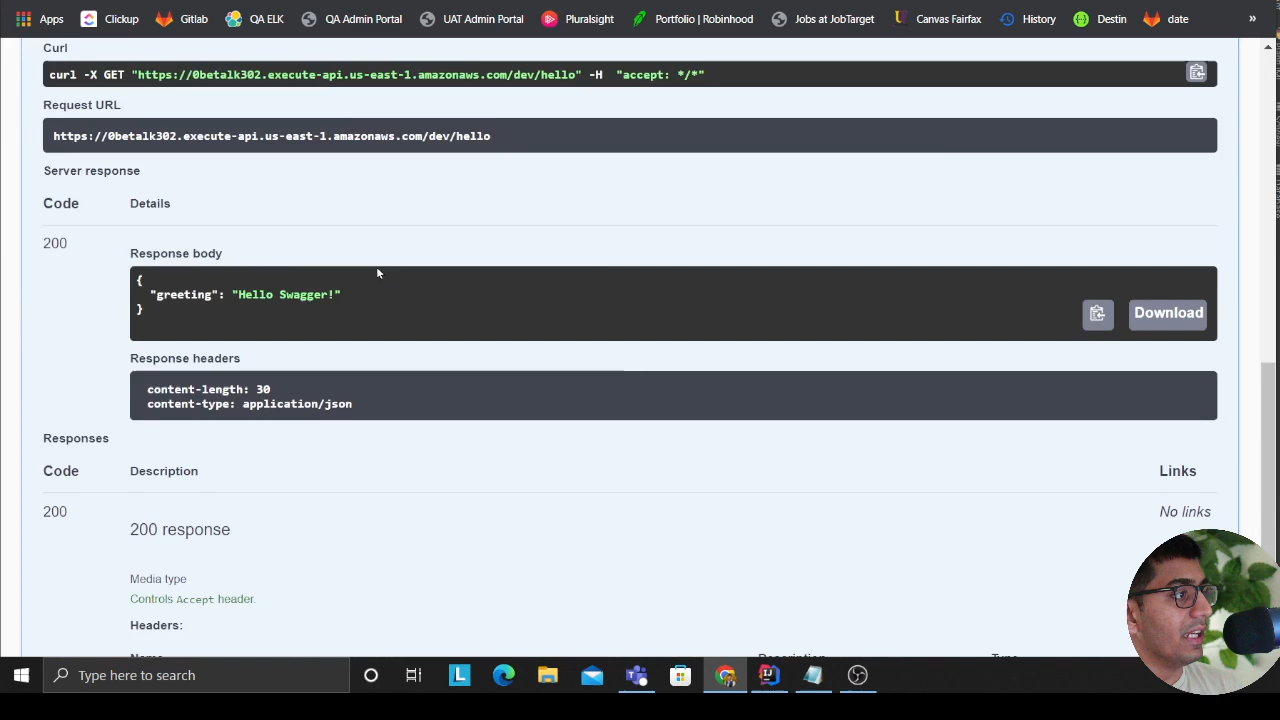 Apps Clickup Gitlab QA ELK QA Admin Portal UAT Admin Portal Pluralsight Portfolio | Robinhood Jobs at JobTarget Canvas Fairfax History Destin date »
Curl
curl -X GET "https://0betalk302.execute-api.us-east-1.amazonaws.com/dev/hello" -H "accept: */*"
Request URL
https://0betalk302.execute-api.us-east-1.amazonaws.com/dev/hello
Server response
Code Details
200
Response body
{
"greeting": "Hello Swagger!"
}
Download
Response headers
content-length: 30
content-type: application/json
Responses
Code Description Links
200 No links
200 response
Media type
Controls Accept header.
Headers:
Name Description Type
Type here to search